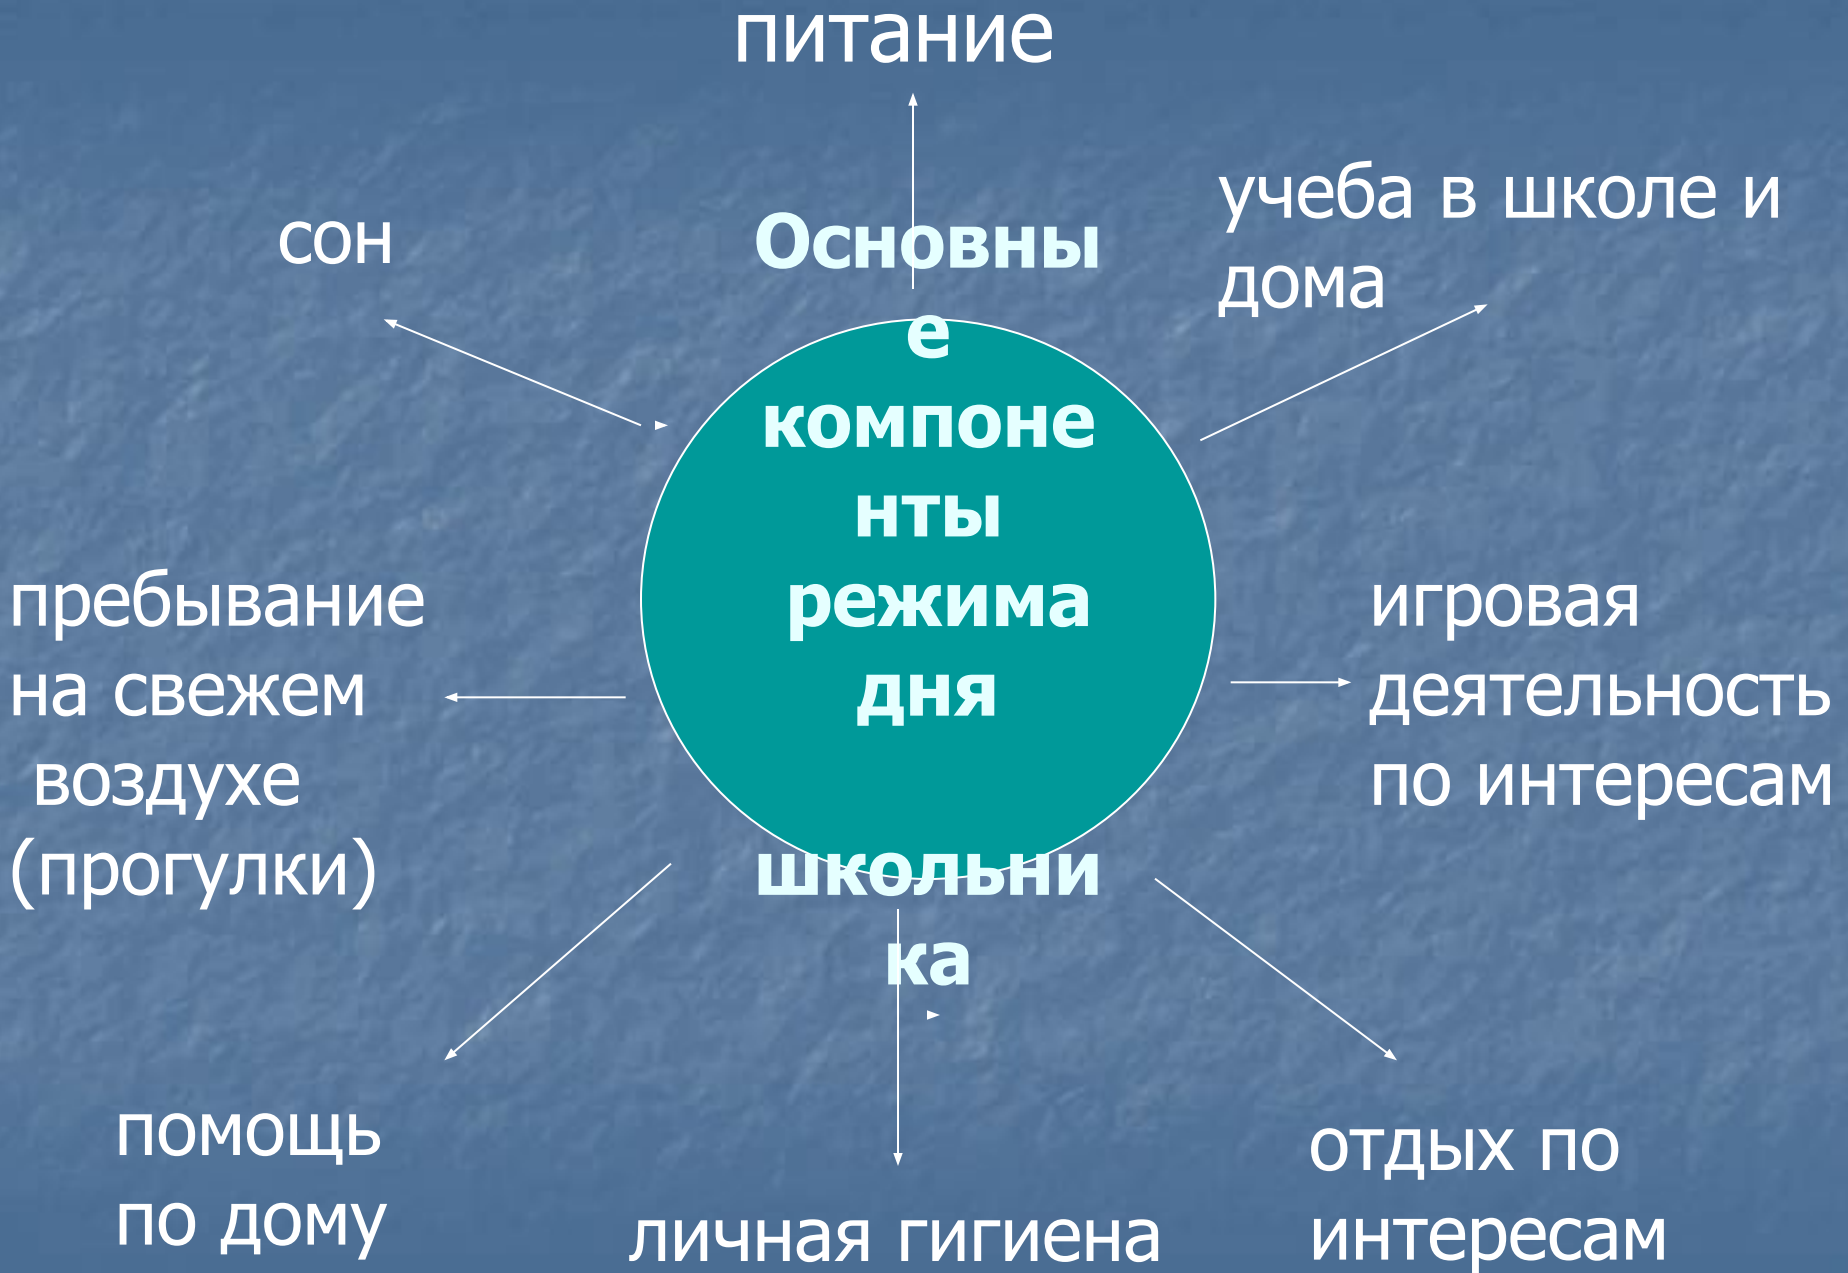 питание
сон
учеба в школе и
дома
Основны
е
компоне
нты
режима
дня
школьни
ка
пребывание
на свежем
воздухе
(прогулки)
игровая
деятельность
по интересам
помощь
по дому
личная гигиена
отдых по
интересам